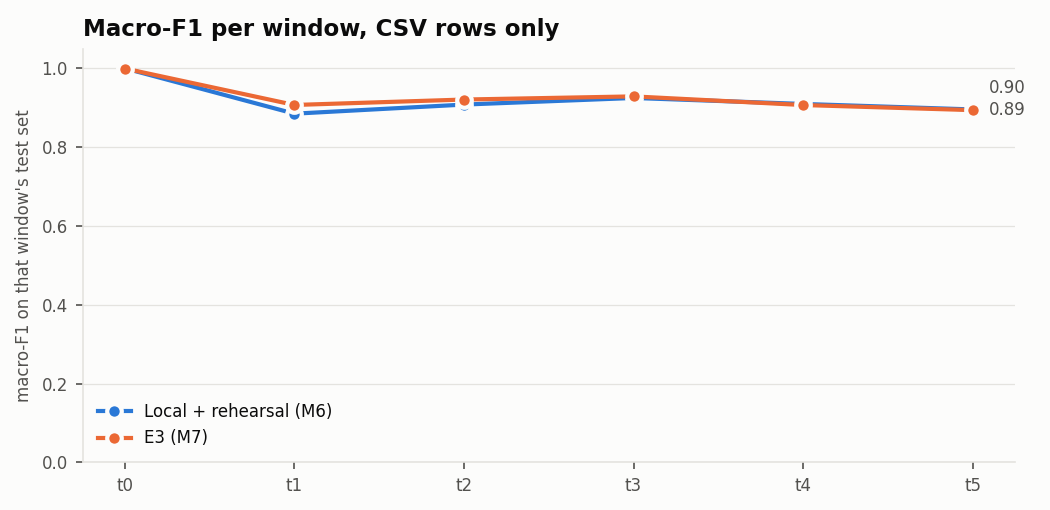 Macro-F1 per window, CSV rows only
macro-F1 on that window's test set
1.0
0.8
0.6
0.4
0.2
0.0
0.90
0.89
Local + rehearsal (M6)
E3 (M7)
t0
t1
t2
t3
t4
t5